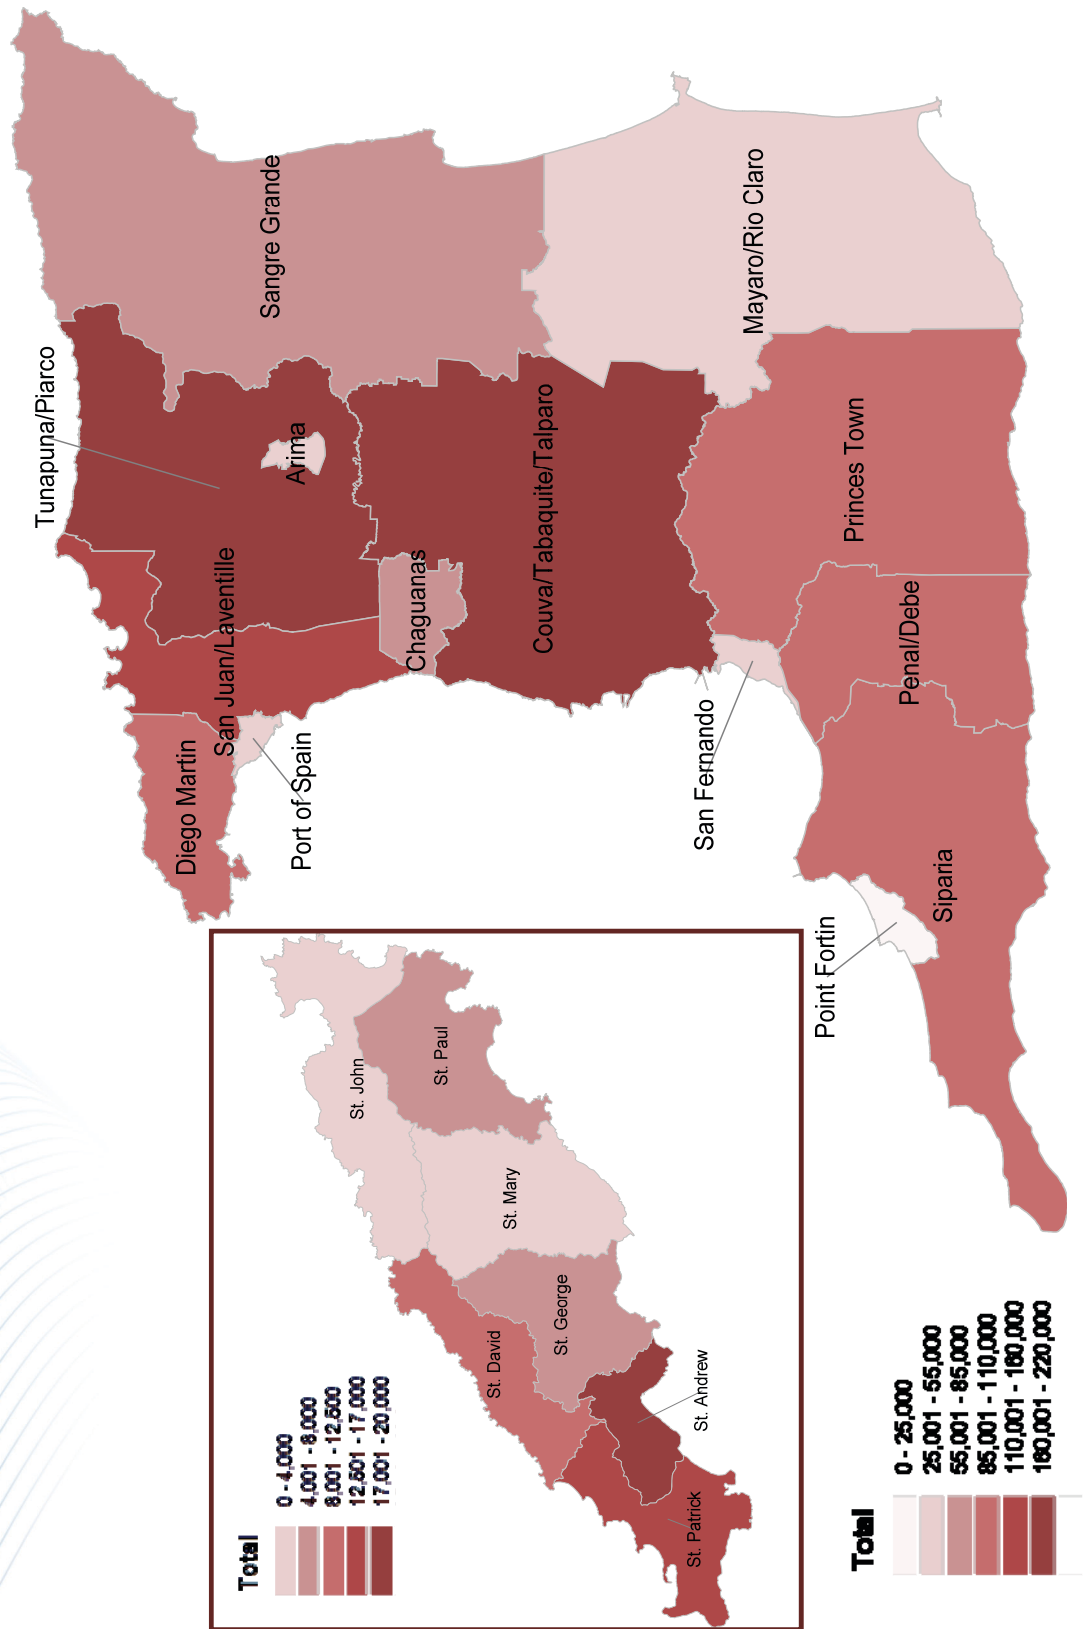 Sangre Grande
Mayaro/Rio Claro
Tunapuna/Piarco
Arima
Couva/Tabaquite/Talparo
Princes Town
San Juan/Laventille
Chaguanas
Penal/Debe
Diego Martin
Port of Spain
San Fernando
Siparia
Point Fortin
St. John
St. Paul
St. Mary
St. George
St. David
St. Andrew
St. Patrick
Total
0 - 4,000
4,001 - 8,000
8,001 - 12,500
12,501 - 17,000
17,001 - 20,000
Total
0 - 25,000
25,001 - 55,000
55,001 - 85,000
85,001 - 110,000
110,001 - 160,000
160,001 - 220,000